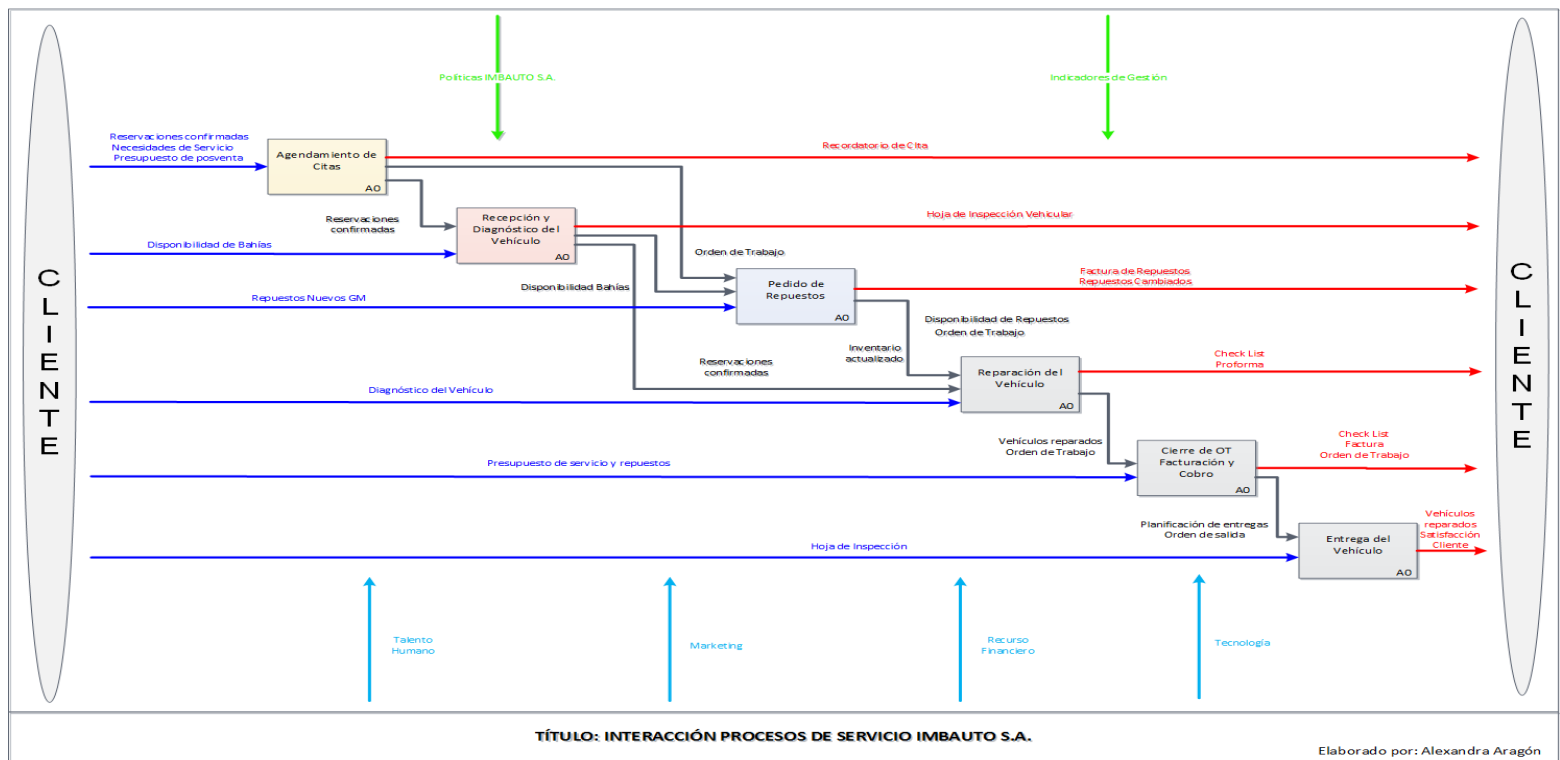 Políticas IMBAUTO S.A.
Indicadores de Gestión
Reservaciones confirmadas
Necesidades de Servicio
Presupuesto de posventa
Agendamiento de
Citas
A0
Recordatorio de CIta
Reservaciones
confirmadas
Recepción y
Diagnóstico del
Vehículo
A0
Hoja de Inspección Vehicular
Disponibilidad de Bahías
Orden de Trabajo
Disponibilidad Bahías
Repuestos Nuevos GM
Pedido de
Repuestos
A0
Factura de Repuestos
Repuestos Cambiados
Disponibilidad de Repuestos
Orden de Trabajo
Inventario
actualizado
Reservaciones
confirmadas
Diagnóstico del Vehículo
Reparación del
Vehículo
A0
Check List
Proforma
Vehículos reparados
Orden de Trabajo
Presupuesto de servicio y repuestos
Cierre de OT
Facturación y
Cobro
A0
Check List
Factura
Orden de Trabajo
Planificación de entregas
Orden de salida
Hoja de Inspección
Entrega del
Vehículo
A0
Vehículos
reparados
Satisfacción
Cliente
CLIENTE
CLIENTE
Talento
Humano
Marketing
Recurso
Financiero
Tecnología
TÍTULO: INTERACCIÓN PROCESOS DE SERVICIO IMBAUTO S.A.
Elaborado por: Alexandra Aragón